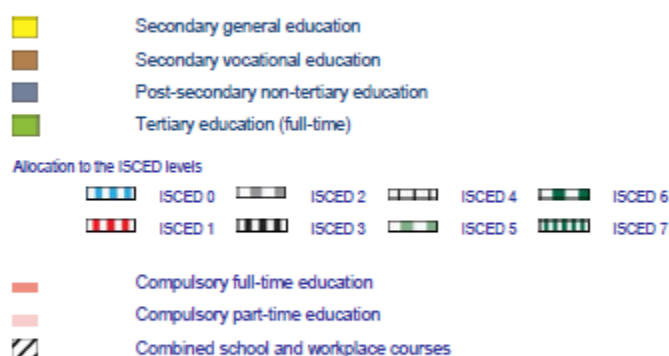 Secondary general education
Secondary vocational education
Post-secondary non-tertiary education
Tertiary education (full-time)
Allocation to the ISCED levels
ISCED 0 ISCED 2 ISCED 4 ISCED 6
ISCED 1 ISCED 3 ISCED 5 ISCED 7
Compulsory full-time education
Compulsory part-time education
Combined school and workplace courses